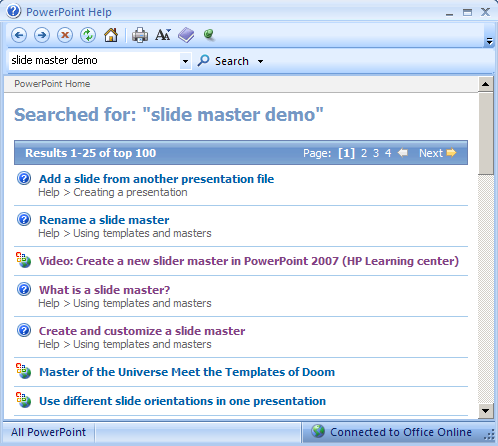 PowerPoint Help
slide master demo
Search
PowerPoint Home
Searched for: "slide master demo"
Results 1-25 of top 100 Page: [1] 2 3 4 Next
Add a slide from another presentation file
Help > Creating a presentation
Rename a slide master
Help > Using templates and masters
Video: Create a new slider master in PowerPoint 2007 (HP Learning center)
What is a slide master?
Help > Using templates and masters
Create and customize a slide master
Help > Using templates and masters
Master of the Universe Meet the Templates of Doom
Use different slide orientations in one presentation
All PowerPoint Connected to Office Online